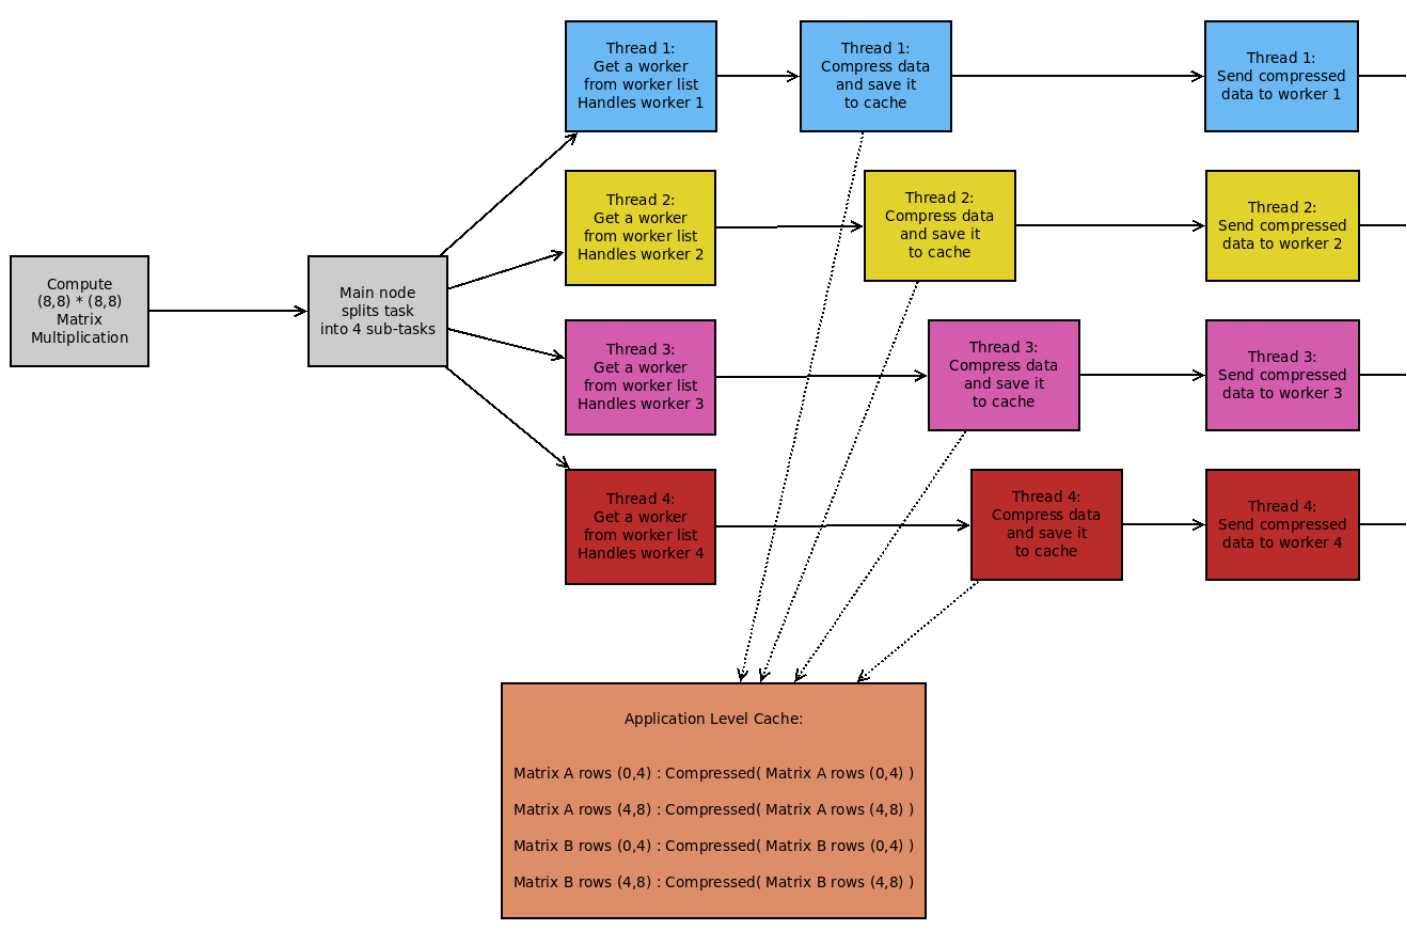 Compute
(8,8) * (8,8)
Matrix
Multiplication
Main node
splits task
into 4 sub-tasks
Thread 1:
Get a worker
from worker list
Handles worker 1
Thread 1:
Compress data
and save it
to cache
Thread 1:
Send compressed
data to worker 1
Thread 2:
Get a worker
from worker list
Handles worker 2
Thread 2:
Compress data
and save it
to cache
Thread 2:
Send compressed
data to worker 2
Thread 3:
Get a worker
from worker list
Handles worker 3
Thread 3:
Compress data
and save it
to cache
Thread 3:
Send compressed
data to worker 3
Thread 4:
Get a worker
from worker list
Handles worker 4
Thread 4:
Compress data
and save it
to cache
Thread 4:
Send compressed
data to worker 4
Application Level Cache:
Matrix A rows (0,4) : Compressed( Matrix A rows (0,4) )
Matrix A rows (4,8) : Compressed( Matrix A rows (4,8) )
Matrix B rows (0,4) : Compressed( Matrix B rows (0,4) )
Matrix B rows (4,8) : Compressed( Matrix B rows (4,8) )